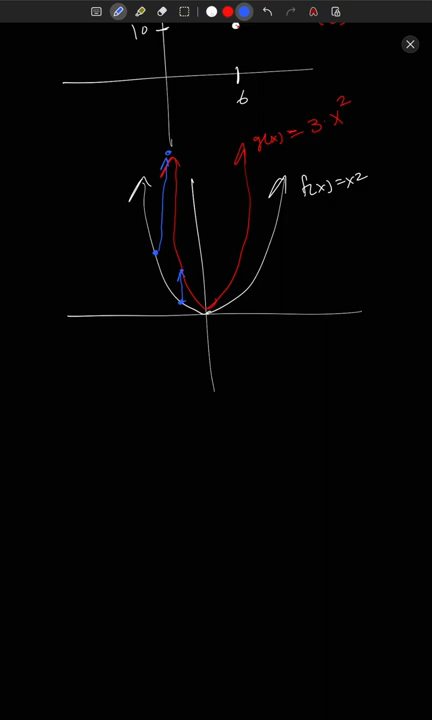 10
6
g(x) = 3·x²
f(x)=x²